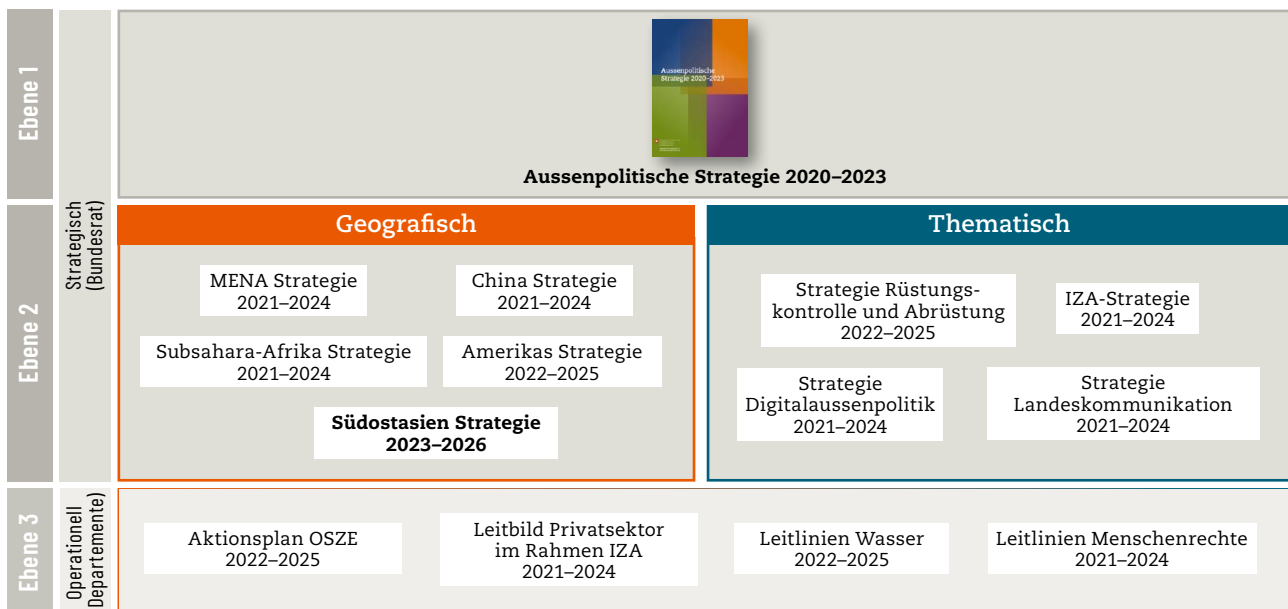 Ebene 1
Aussenpolitische
Strategie 2020–2023
Aussenpolitische Strategie 2020–2023
Strategisch
(Bundesrat)
Ebene 2
Geografisch
MENA Strategie
2021–2024
China Strategie
2021–2024
Subsahara-Afrika Strategie
2021–2024
Amerikas Strategie
2022–2025
Südostasien Strategie
2023–2026
Thematisch
Strategie Rüstungs-
kontrolle und Abrüstung
2022–2025
IZA-Strategie
2021–2024
Strategie
Digitalaussenpolitik
2021–2024
Strategie
Landeskommunikation
2021–2024
Ebene 3
Operationell
Departemente)
Aktionsplan OSZE
2022–2025
Leitbild Privatsektor
im Rahmen IZA
2021–2024
Leitlinien Wasser
2022–2025
Leitlinien Menschenrechte
2021–2024